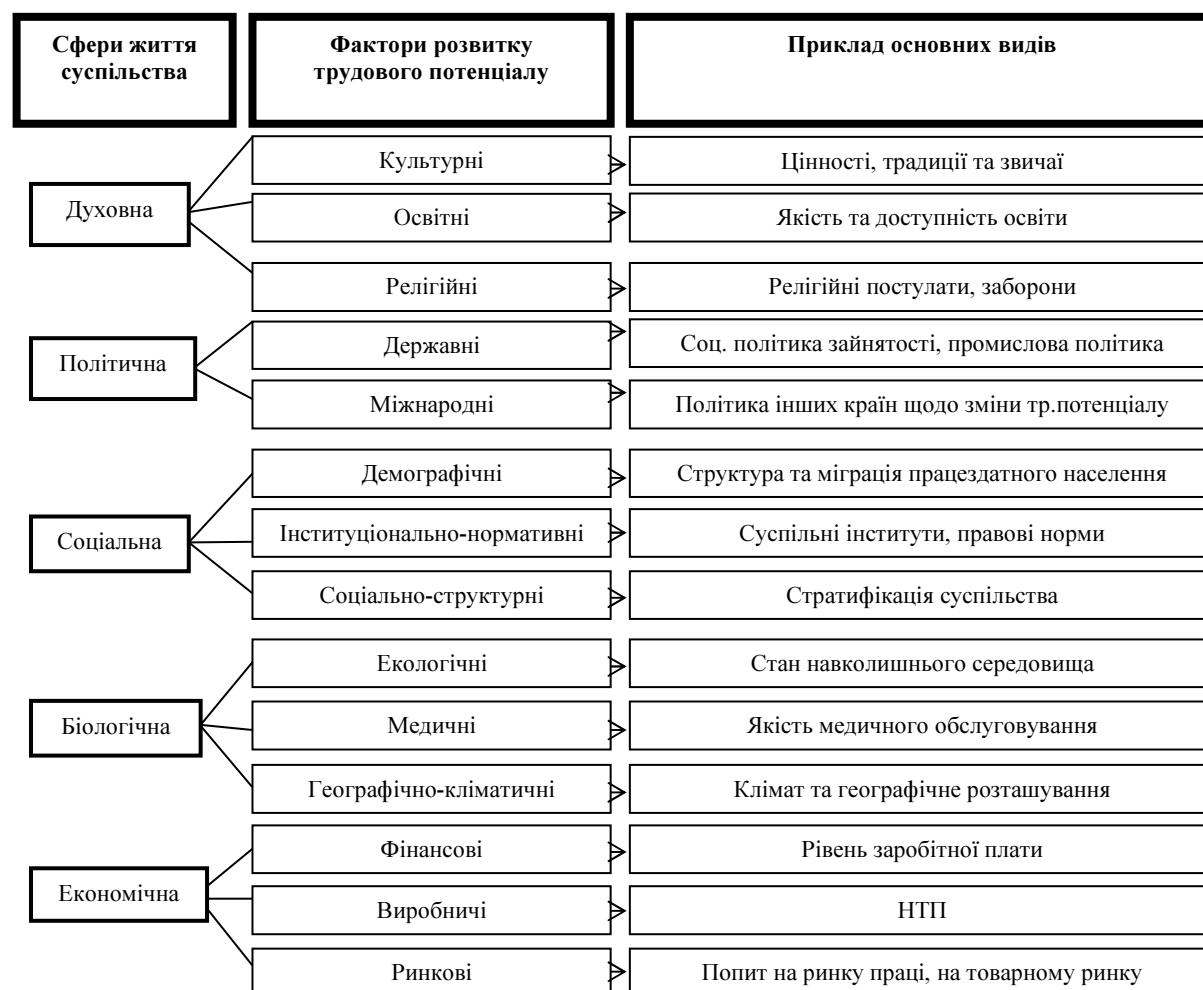 Сфери життя
суспільства
Фактори розвитку
трудового потенціалу
Приклад основних видів
Духовна
Культурні
Цінності, традиції та звичаї
Освітні
Якість та доступність освіти
Релігійні
Релігійні постулати, заборони
Політична
Державні
Соц. політика зайнятості, промислова політика
Міжнародні
Політика інших країн щодо зміни тр.потенціалу
Соціальна
Демографічні
Структура та міграція працездатного населення
Інституціонально-нормативні
Суспільні інститути, правові норми
Соціально-структурні
Стратифікація суспільства
Біологічна
Екологічні
Стан навколишнього середовища
Медичні
Якість медичного обслуговування
Географічно-кліматичні
Клімат та географічне розташування
Економічна
Фінансові
Рівень заробітної плати
Виробничі
НТП
Ринкові
Попит на ринку праці, на товарному ринку